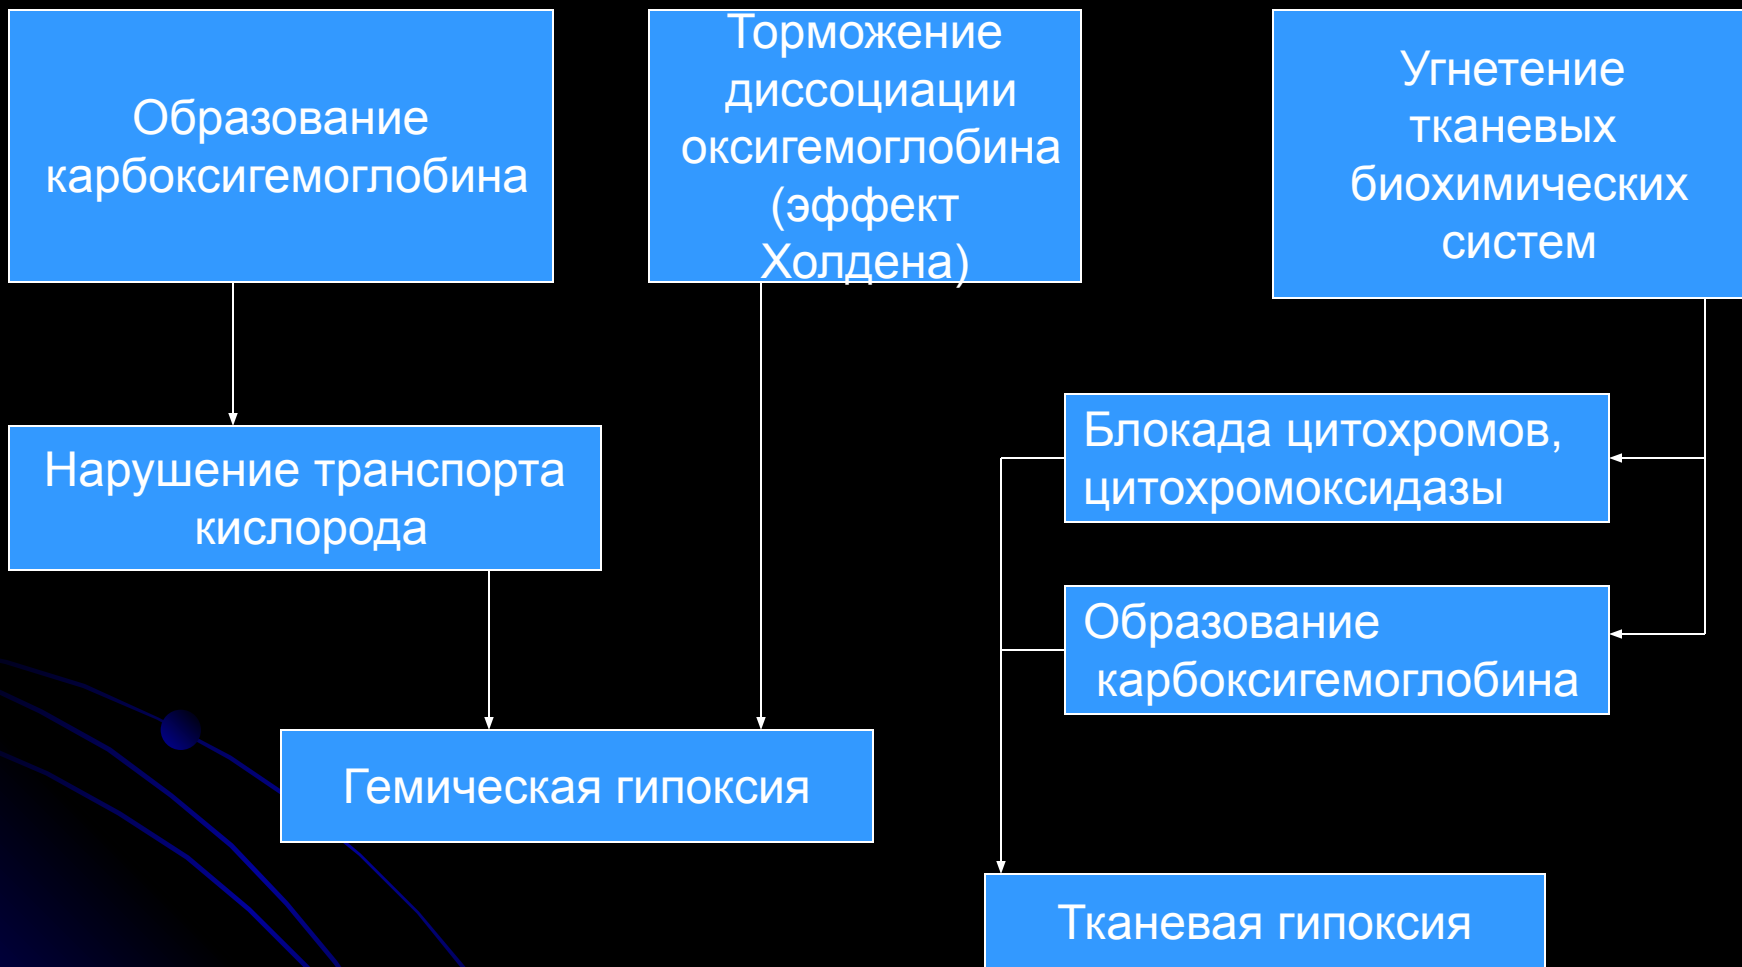 Образование
карбоксигемоглобина
Торможение
диссоциации
оксигемоглобина
(эффект
Холдена)
Угнетение
тканевых
биохимических
систем
Нарушение транспорта
кислорода
Блокада цитохромов,
цитохромоксидазы
Образование
карбоксигемоглобина
Гемическая гипоксия
Тканевая гипоксия